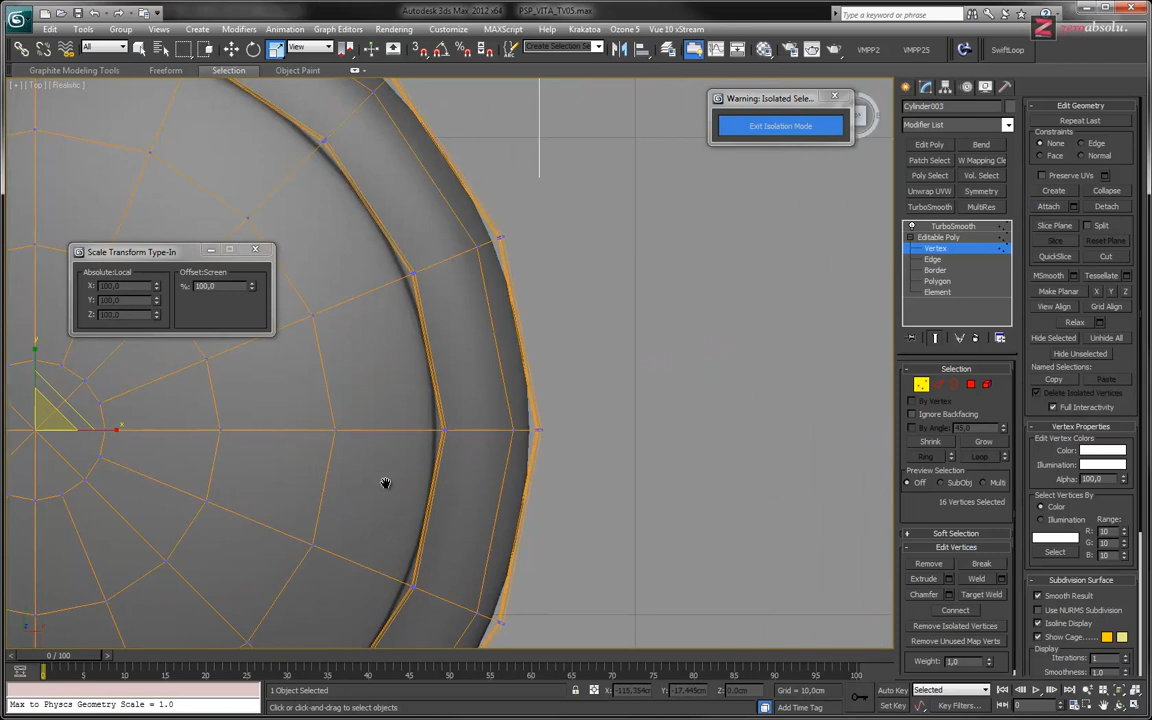 Autodesk 3ds Max 2012 x64
PSP_VITA_TV05.max
Type a keyword or phrase
Edit
Tools
Group
Views
Create
Modifiers
Animation
Graph Editors
Rendering
Customize
MAXScript
Help
Krakatoa
Ozone 5
Vue 10 xStream
zeroabsolu.
All
View
Create Selection Se
VMPP2
VMPP25
SwiftLoop
Graphite Modeling Tools
Freeform
Selection
Object Paint
[ + ] [ Top ] [ Realistic ]
Warning: Isolated Sele...
Exit Isolation Mode
Scale Transform Type-In
Absolute:Local
Offset:Screen
X: 100,0
%: 100,0
Y: 100,0
Z: 100,0
y
x
Cylinder003
Modifier List
Edit Poly
Bend
Patch Select
W Mapping Cle
Poly Select
Vol. Select
Unwrap UVW
Symmetry
TurboSmooth
MultiRes
TurboSmooth
Editable Poly
Vertex
Edge
Border
Polygon
Element
Selection
By Vertex
Ignore Backfacing
By Angle: 45,0
Shrink
Grow
Ring
Loop
Preview Selection
Off
SubObj
Multi
16 Vertices Selected
Soft Selection
Edit Vertices
Remove
Break
Extrude
Weld
Chamfer
Target Weld
Connect
Remove Isolated Vertices
Remove Unused Map Verts
Weight: 1,0
Edit Geometry
Repeat Last
Constraints
None
Edge
Face
Normal
Preserve UVs
Create
Collapse
Attach
Detach
Slice Plane
Split
Slice
Reset Plane
QuickSlice
Cut
MSmooth
Tessellate
Make Planar
X
Y
Z
View Align
Grid Align
Relax
Hide Selected
Unhide All
Hide Unselected
Named Selections:
Copy
Paste
Delete Isolated Vertices
Full Interactivity
Vertex Properties
Edit Vertex Colors
Color:
Illumination:
Alpha: 100,0
Select Vertices By
Color
Illumination
Range:
R: 10
G: 10
B: 10
Select
Subdivision Surface
Smooth Result
Use NURMS Subdivision
Isoline Display
Show Cage......
Display
Iterations: 1
Smoothness: 1.0
0 / 100
5
10
15
20
25
30
35
40
45
50
55
60
65
70
75
80
85
90
95
100
Max to Physcs Geometry Scale = 1.0
1 Object Selected
Click or click-and-drag to select objects
X: -115,354cm
Y: -17,445cm
Z: 0,0cm
Grid = 10,0cm
Add Time Tag
Auto Key
Selected
Set Key
Key Filters...
0